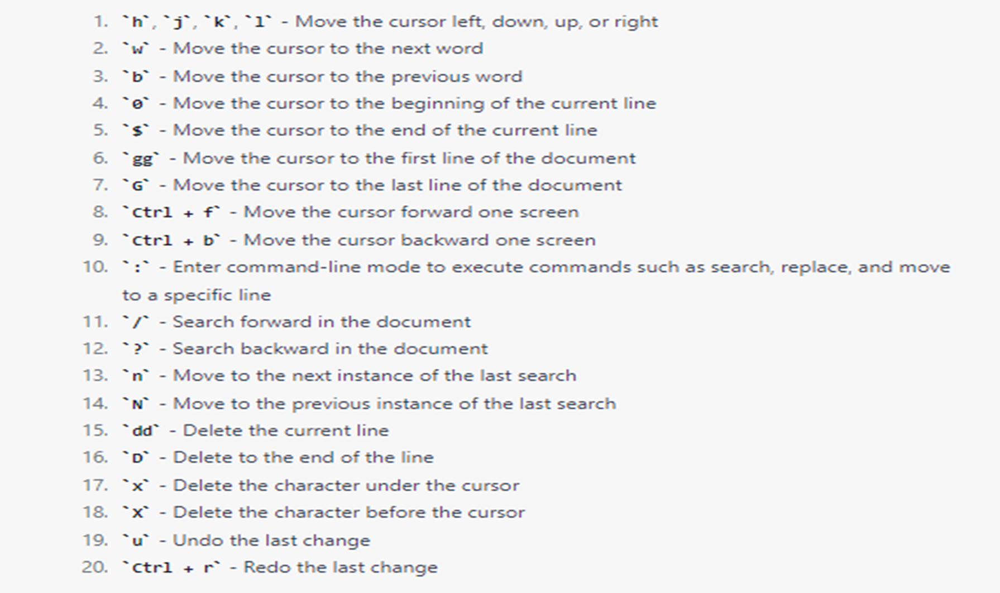 1. `h`, `j`, `k`, `l` - Move the cursor left, down, up, or right
2. `w` - Move the cursor to the next word
3. `b` - Move the cursor to the previous word
4. `0` - Move the cursor to the beginning of the current line
5. `$` - Move the cursor to the end of the current line
6. `gg` - Move the cursor to the first line of the document
7. `G` - Move the cursor to the last line of the document
8. `Ctrl + f` - Move the cursor forward one screen
9. `Ctrl + b` - Move the cursor backward one screen
10. `:` - Enter command-line mode to execute commands such as search, replace, and move
to a specific line
11. `/` - Search forward in the document
12. `?` - Search backward in the document
13. `n` - Move to the next instance of the last search
14. `N` - Move to the previous instance of the last search
15. `dd` - Delete the current line
16. `D` - Delete to the end of the line
17. `x` - Delete the character under the cursor
18. `X` - Delete the character before the cursor
19. `u` - Undo the last change
20. `Ctrl + r` - Redo the last change